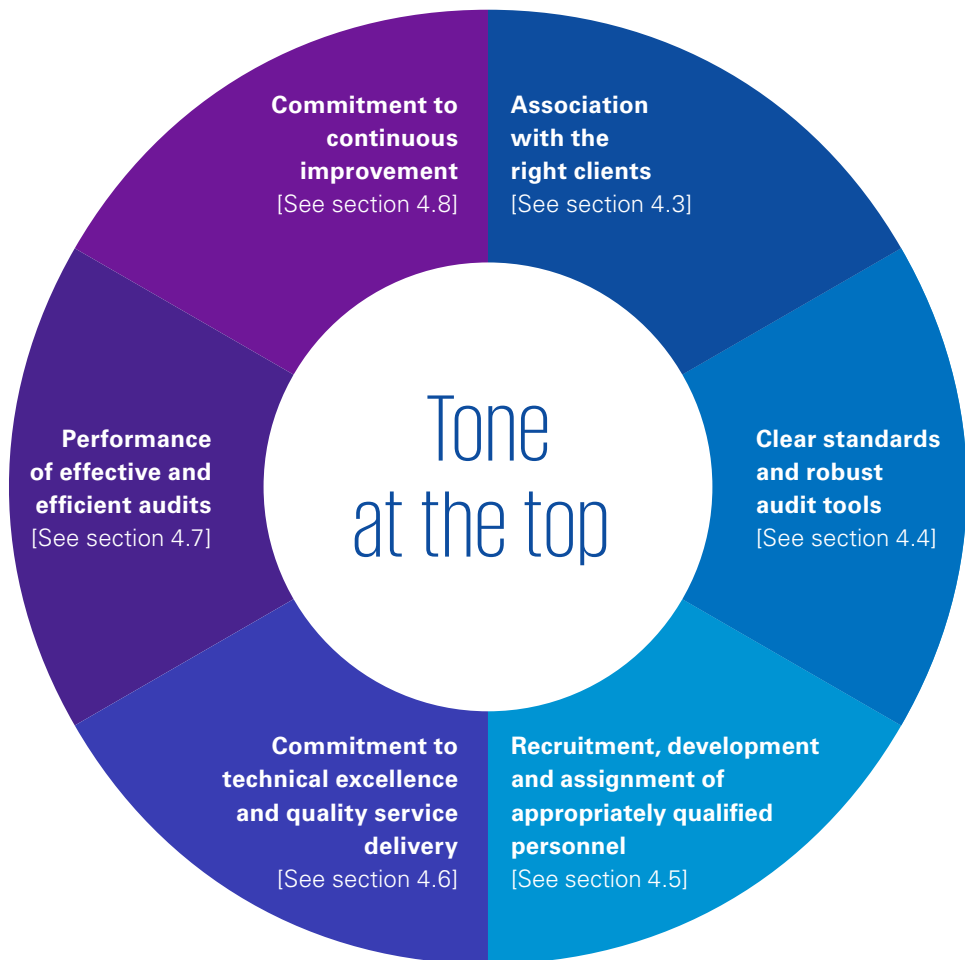 Commitment to
continuous
improvement
[See section 4.8]
Association
with the
right clients
[See section 4.3]
Performance
of effective and
efficient audits
[See section 4.7]
Tone
at the top
Clear standards
and robust
audit tools
[See section 4.4]
Commitment to
technical excellence
and quality service
delivery
[See section 4.6]
Recruitment, development
and assignment of
appropriately qualified
personnel
[See section 4.5]